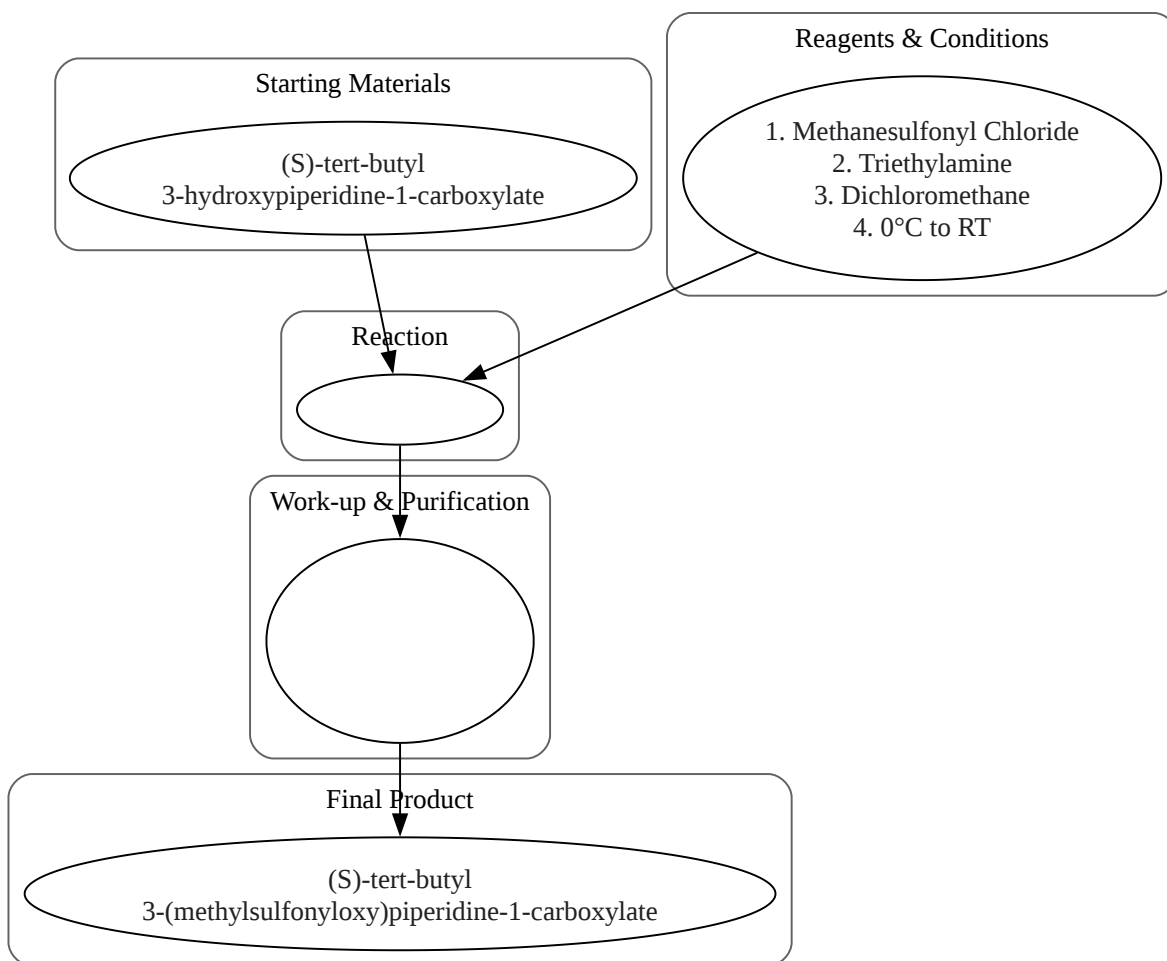 Reagents & Conditions
1. Methanesulfonyl Chloride
2. Triethylamine
3. Dichloromethane
4. 0°C to RT
Starting Materials
(S)-tert-butyl
3-hydroxypiperidine-1-carboxylate
Reaction
Work-up & Purification
Final Product
(S)-tert-butyl
3-(methylsulfonyloxy)piperidine-1-carboxylate